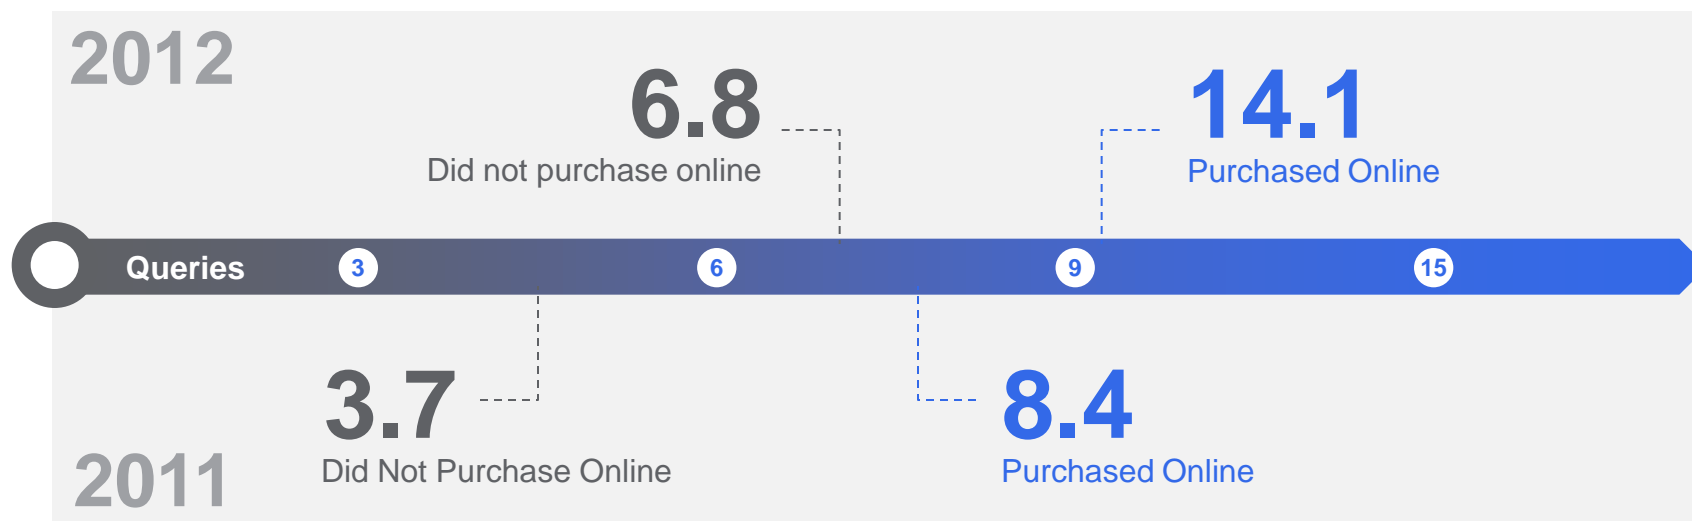 2012
6.8
Did not purchase online
14.1
Purchased Online
Queries 3 6 9 15
3.7
Did Not Purchase Online
8.4
Purchased Online
2011